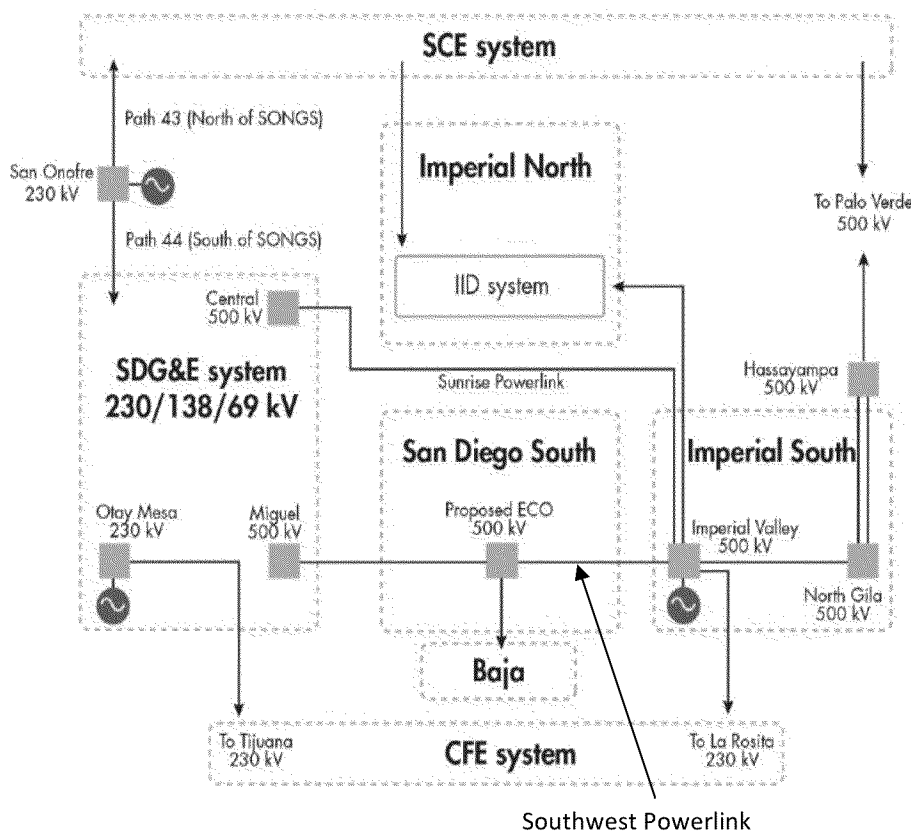 SCE system
Path 43 (North of SONGS)
San Onofre
230 kV
Path 44 (South of SONGS)
Imperial North
IID system
To Palo Verde
500 kV
Central
500 kV
SDG&E system
230/138/69 kV
Sunrise Powerlink
Hassayampa
500 kV
San Diego South
Imperial South
Otay Mesa
230 kV
Miguel
500 kV
Proposed ECO
500 kV
Imperial Valley
500 kV
North Gila
500 kV
Baja
To Tijuana
230 kV
CFE system
To La Rosita
230 kV
Southwest Powerlink